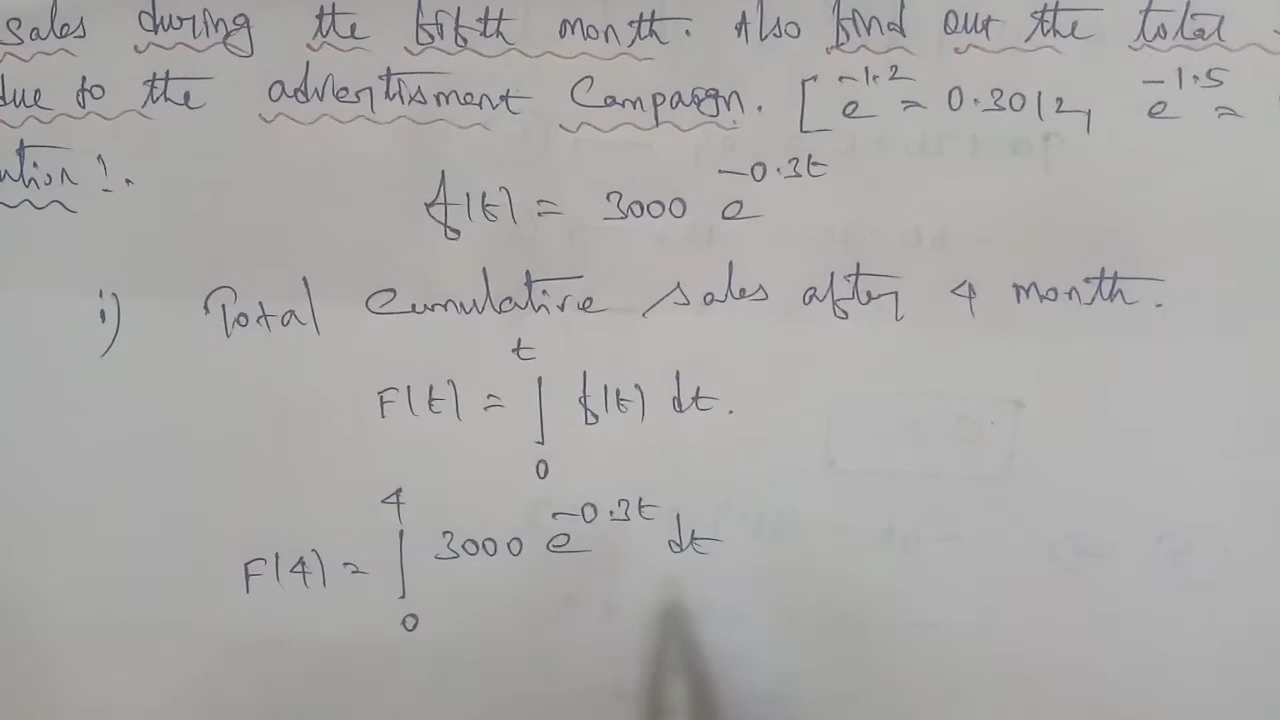 sales during the fifth month. Also find out the total
due to the advertisment Campaign. [e^-1.2 = 0.3012, e^-1.5 =
ution :.
f(t) = 3000 e^-0.3t
i) Total Cumulative sales after 4 month.
F(t) = ∫_0^t f(t) dt.
F(4) = ∫_0^4 3000 e^-0.3t dt